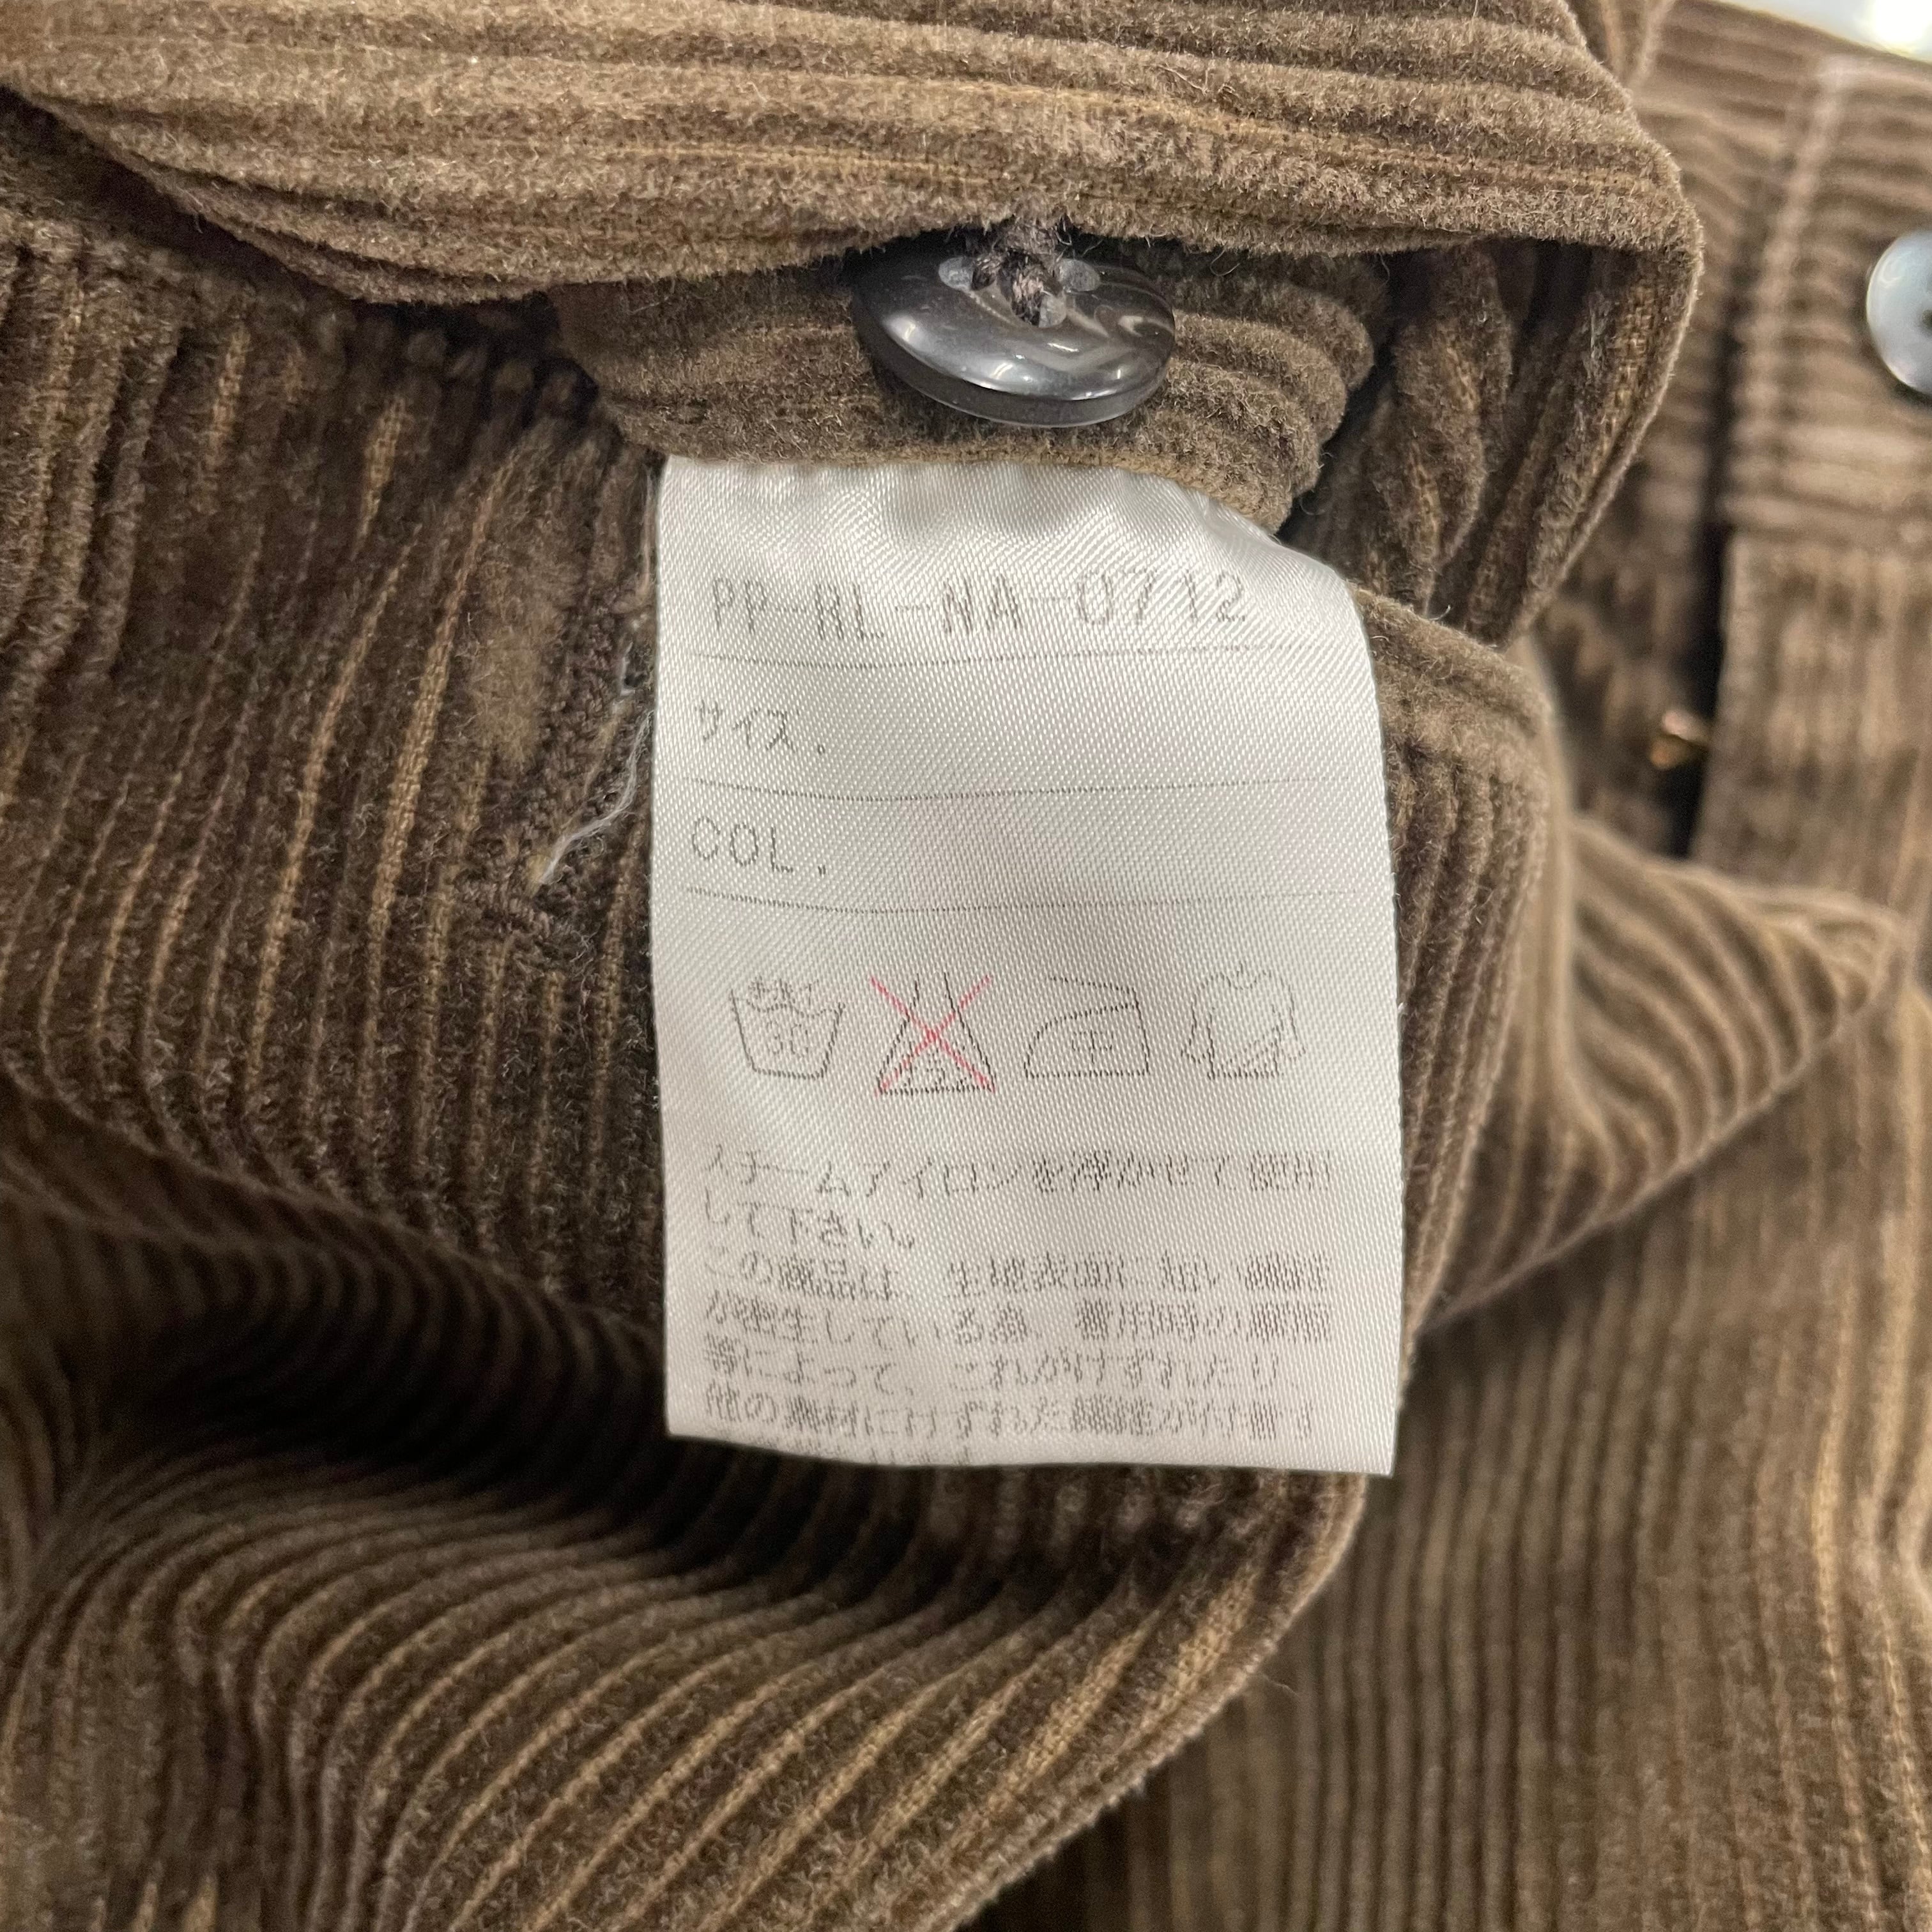 PP-NL-NA-0712
サイズ.
COL.
30
スチームアイロンを浮かせて使用
して下さい。
この製品は、生地表面に短い繊維
が密生している為、着用時の摩擦
等によって、これがけずれたり、
他の素材にけずれた繊維が付着す